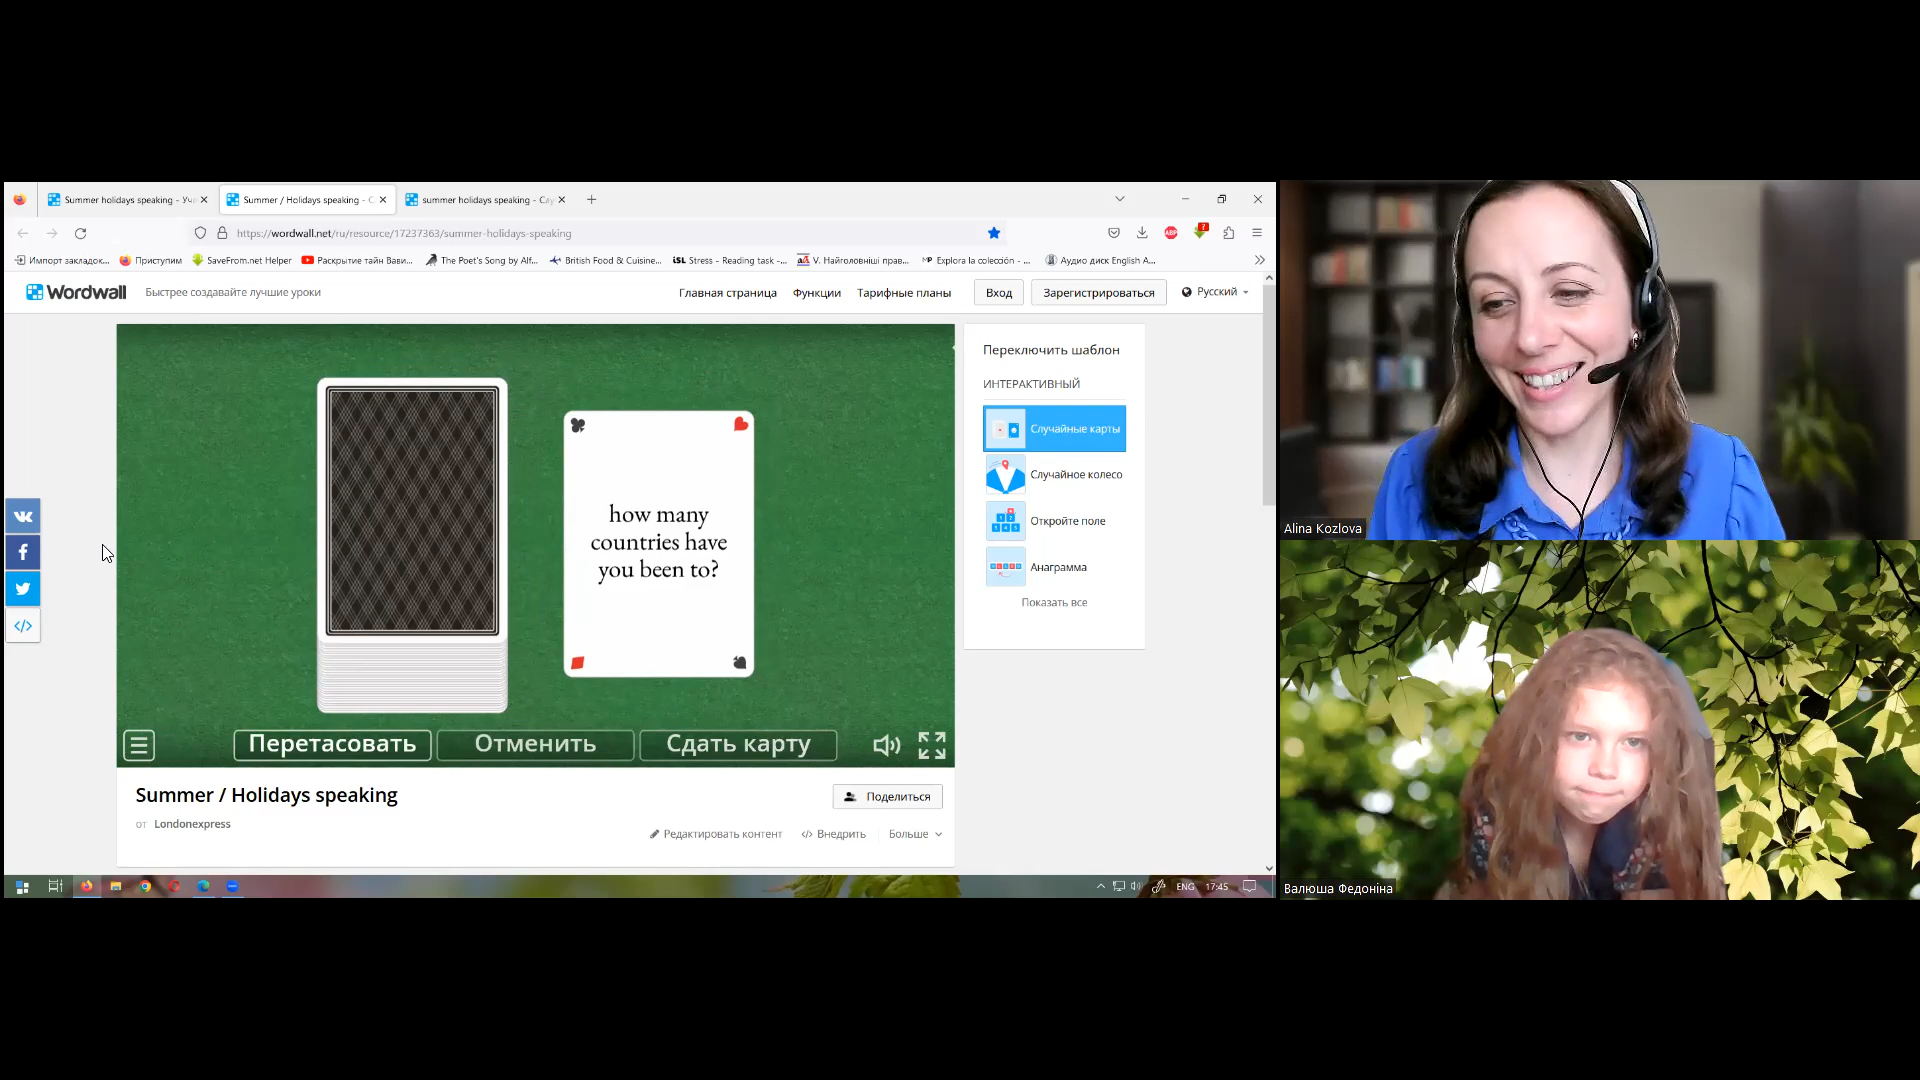 Summer holidays speaking - Уч
Summer / Holidays speaking - С
summer holidays speaking - Слу
https://wordwall.net/ru/resource/17237363/summer-holidays-speaking
ABP
7
Импорт закладок...
Приступим
SaveFrom.net Helper
Раскрытие тайн Вави...
The Poet's Song by Alf...
British Food & Cuisine...
iSL Stress - Reading task -...
V. Найголовніші прав...
Explora la colección - ...
Аудио диск English A...
Wordwall
Быстрее создавайте лучшие уроки
Главная страница
Функции
Тарифные планы
Вход
Зарегистрироваться
Русский
how many
countries have
you been to?
Перетасовать
Отменить
Сдать карту
Переключить шаблон
ИНТЕРАКТИВНЫЙ
Случайные карты
Случайное колесо
Откройте поле
Анаграмма
Показать все
Summer / Holidays speaking
от Londonexpress
Поделиться
Редактировать контент
Внедрить
Больше
ENG
17:45
Alina Kozlova
Валюша Федоніна